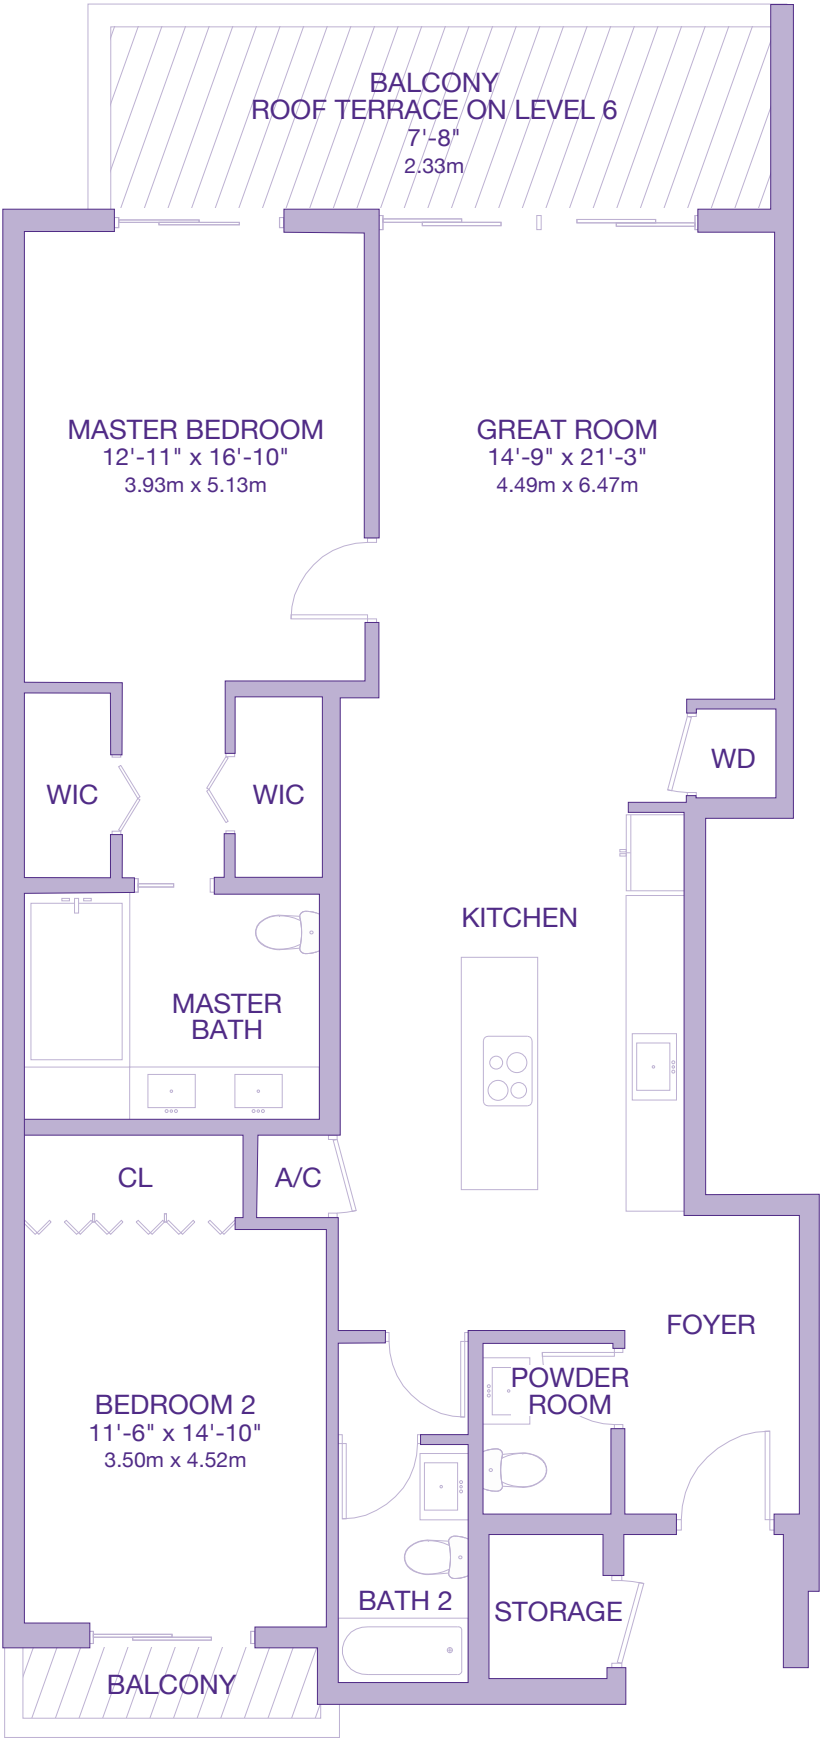 BALCONY
ROOF TERRACE ON LEVEL 6
7'-8"
2.33m
MASTER BEDROOM
12'-11" x 16'-10"
3.93m x 5.13m
GREAT ROOM
14'-9" x 21'-3"
4.49m x 6.47m
WD
WIC
WIC
KITCHEN
MASTER
BATH
CL
A/C
FOYER
POWDER
ROOM
BEDROOM 2
11'-6" x 14'-10"
3.50m x 4.52m
BATH 2
STORAGE
BALCONY